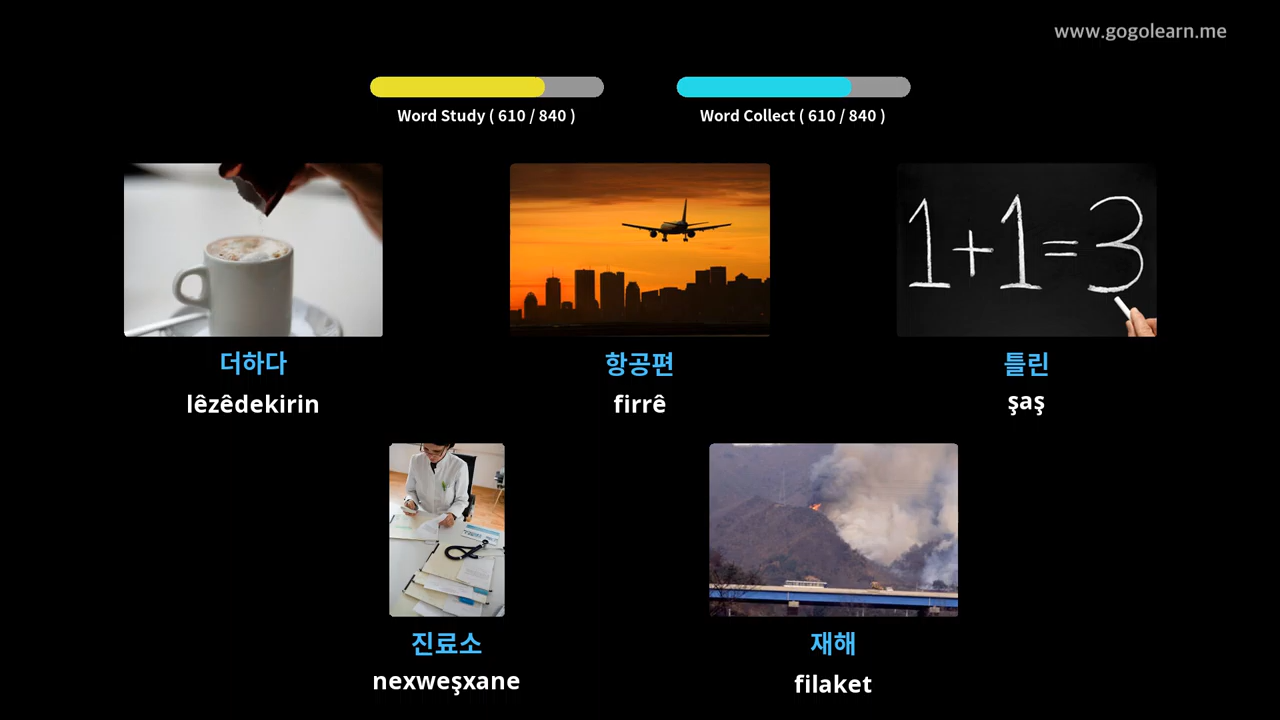 www.gogolearn.me
Word Study ( 610 / 840 )
Word Collect ( 610 / 840 )
1+1=3
더하다
항공편
틀린
lêzêdekirin
firrê
şaş
진료소
재해
nexweşxane
filaket